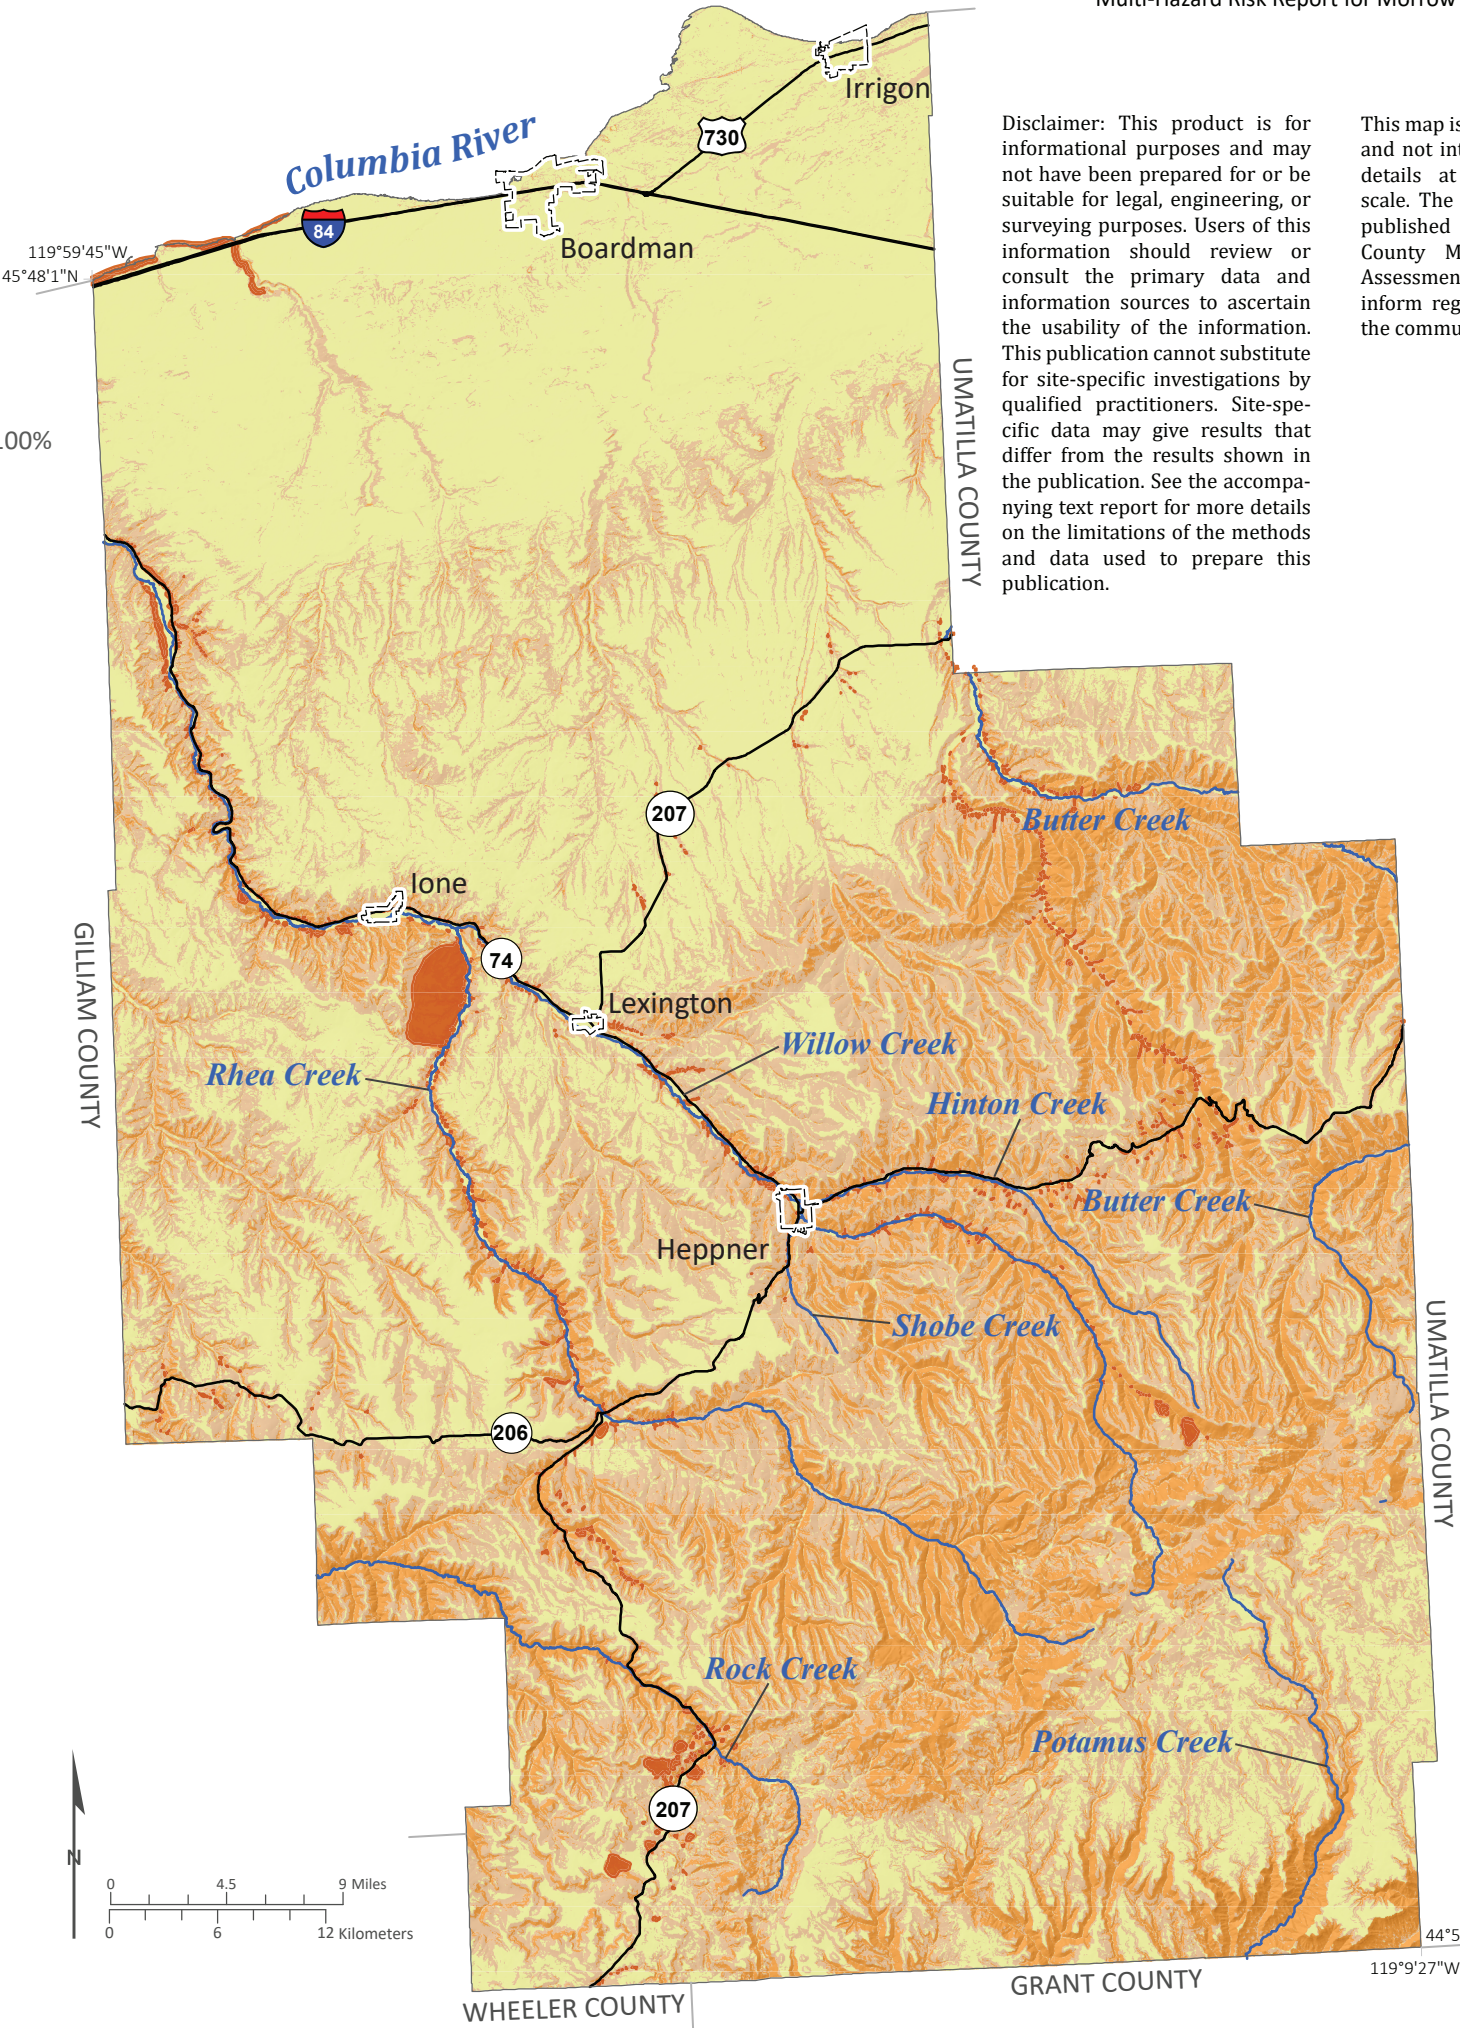 Multi-Hazard Risk Report for Morrow
Irrigon
730
Columbia River
84
Boardman
119°59'45"W
45°48'1"N
Disclaimer: This product is for
informational purposes and may
not have been prepared for or be
suitable for legal, engineering, or
surveying purposes. Users of this
information should review or
consult the primary data and
information sources to ascertain
the usability of the information.
This publication cannot substitute
for site-specific investigations by
qualified practitioners. Site-spe-
cific data may give results that
differ from the results shown in
the publication. See the accompa-
nying text report for more details
on the limitations of the methods
and data used to prepare this
publication.
This map is
and not int
details at
scale. The
published
County M
Assessmen
inform reg
the commu
UMATILLA COUNTY
00%
207
Butter Creek
Ione
74
GILLIAM COUNTY
Lexington
Willow Creek
Rhea Creek
Hinton Creek
Butter Creek
Heppner
Shobe Creek
UMATILLA COUNTY
206
Rock Creek
Potamus Creek
207
N
0 4.5 9 Miles
0 6 12 Kilometers
44°5
119°9'27"W
GRANT COUNTY
WHEELER COUNTY